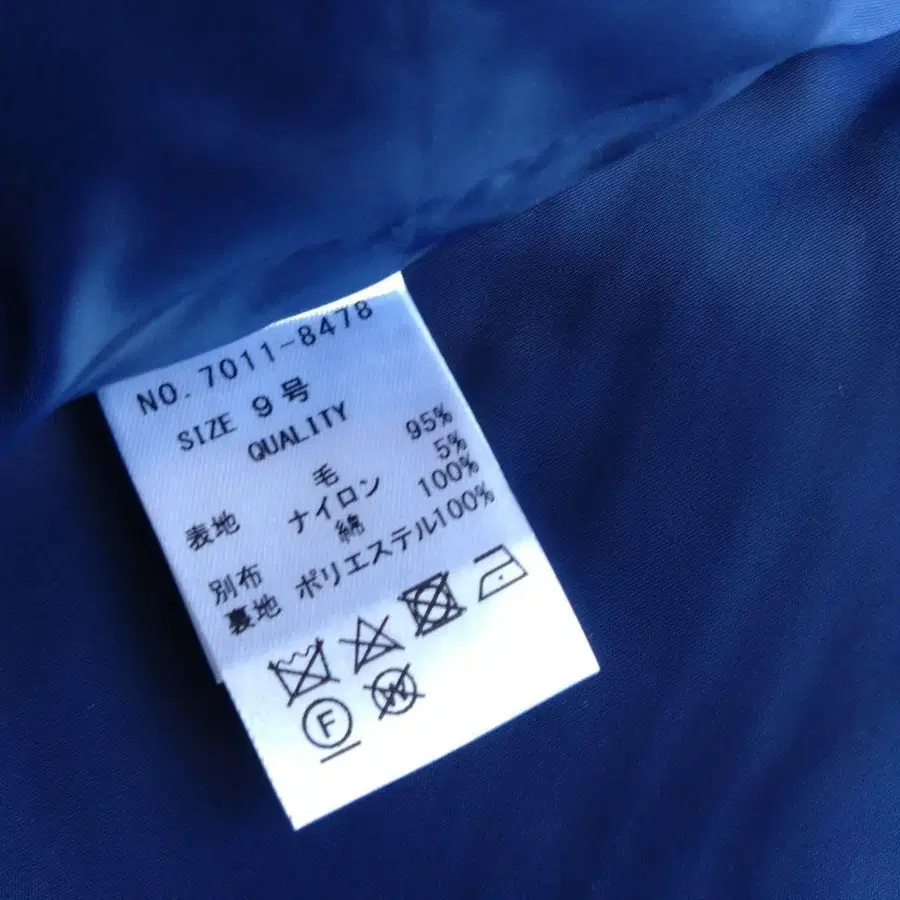 NO. 7011-8478
SIZE 9号
QUALITY
毛 95%
表地 ナイロン 5%
綿 100%
別布 ポリエステル100%
裏地
F W